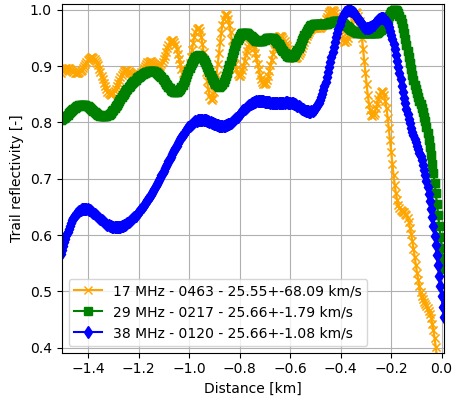 1.0
0.9
0.8
0.7
0.6
0.5
0.4
Trail reflectivity [-]
17 MHz - 0463 - 25.55+-68.09 km/s
29 MHz - 0217 - 25.66+-1.79 km/s
38 MHz - 0120 - 25.66+-1.08 km/s
−1.4 −1.2 −1.0 −0.8 −0.6 −0.4 −0.2 0.0
Distance [km]